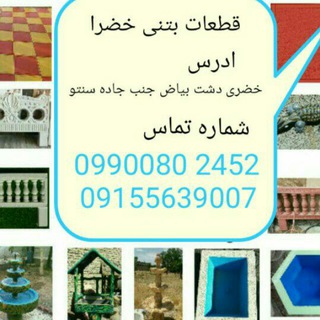 قطعات بتنی خضرا
ادرس
خضری دشت بیاض جنب جاده سنتو
شماره تماس
0990080 2452
09155639007